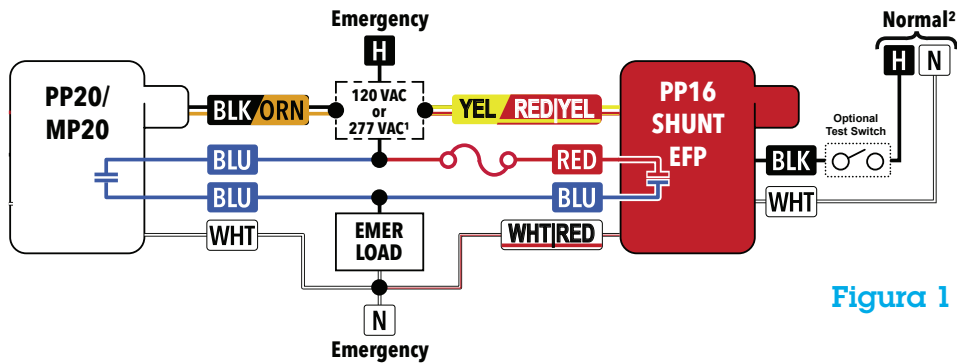 Emergency
H
Normal²
H N
PP20/
MP20
BLK/ORN
120 VAC
or
277 VAC¹
YEL RED|YEL
PP16
SHUNT
EFP
Optional
Test Switch
BLU
RED
BLK
BLU
BLU
WHT
WHT
EMER
LOAD
WHT|RED
N
Emergency
Figura 1